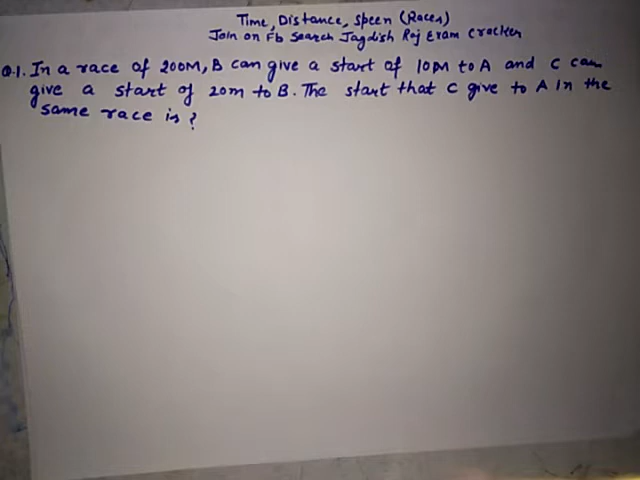 Time, Distance, Speen (Races)
Join on Fb Search Jagdish Raj Exam Cracker
Q.1. In a race of 200M, B can give a start of 10M to A and C can
give a start of 20m to B. The start that C give to A in the
same race is?